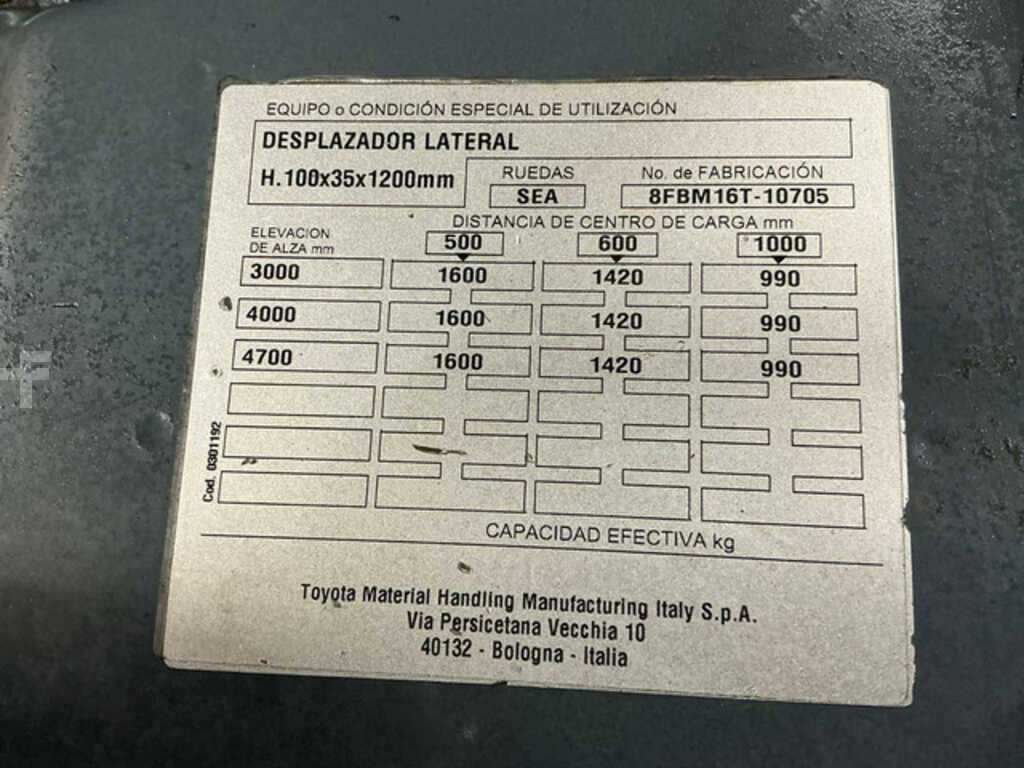 EQUIPO o CONDICIÓN ESPECIAL DE UTILIZACIÓN
DESPLAZADOR LATERAL
H.100x35x1200mm
RUEDAS
SEA
No. de FABRICACIÓN
8FBM16T-10705
DISTANCIA DE CENTRO DE CARGA mm
ELEVACION
DE ALZA mm
500 600 1000
3000 1600 1420 990
4000 1600 1420 990
4700 1600 1420 990
Cod. 0301192
CAPACIDAD EFECTIVA kg
Toyota Material Handling Manufacturing Italy S.p.A.
Via Persicetana Vecchia 10
40132 - Bologna - Italia